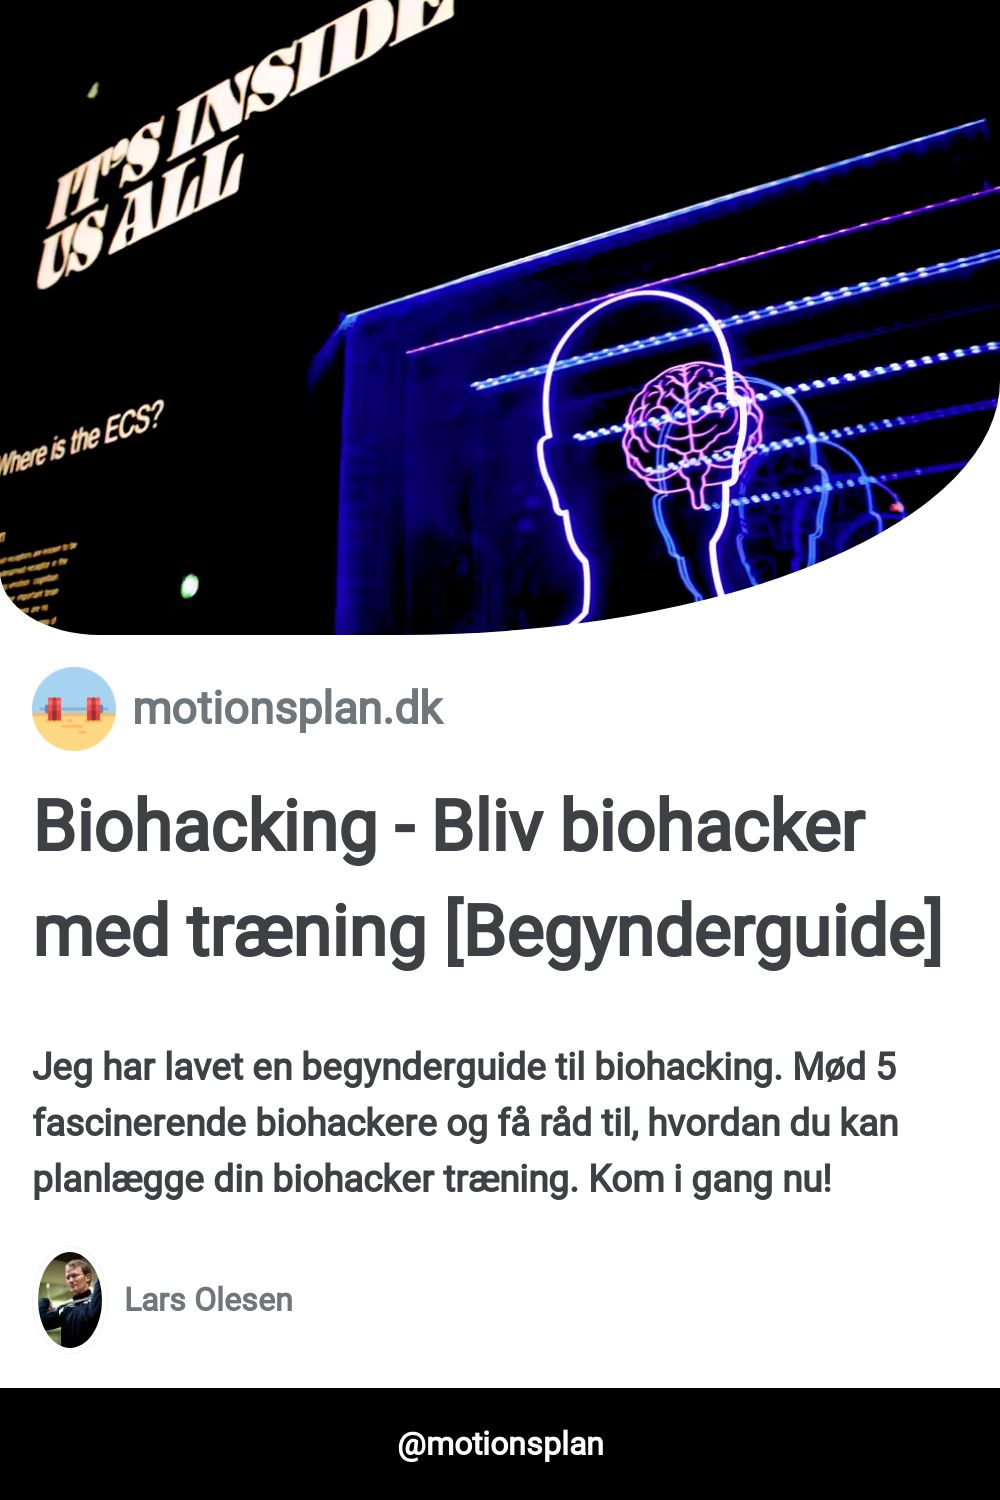 IT'S INSIDE
US ALL
Where is the ECS?
motionsplan.dk
Biohacking - Bliv biohacker
med træning [Begynderguide]
Jeg har lavet en begynderguide til biohacking. Mød 5
fascinerende biohackere og få råd til, hvordan du kan
planlægge din biohacker træning. Kom i gang nu!
Lars Olesen
@motionsplan